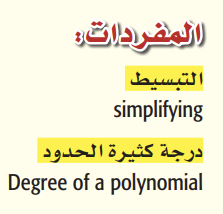 المفردات:
التبسيط
simplifying
درجة كثيرة الحدود
Degree of a polynomial